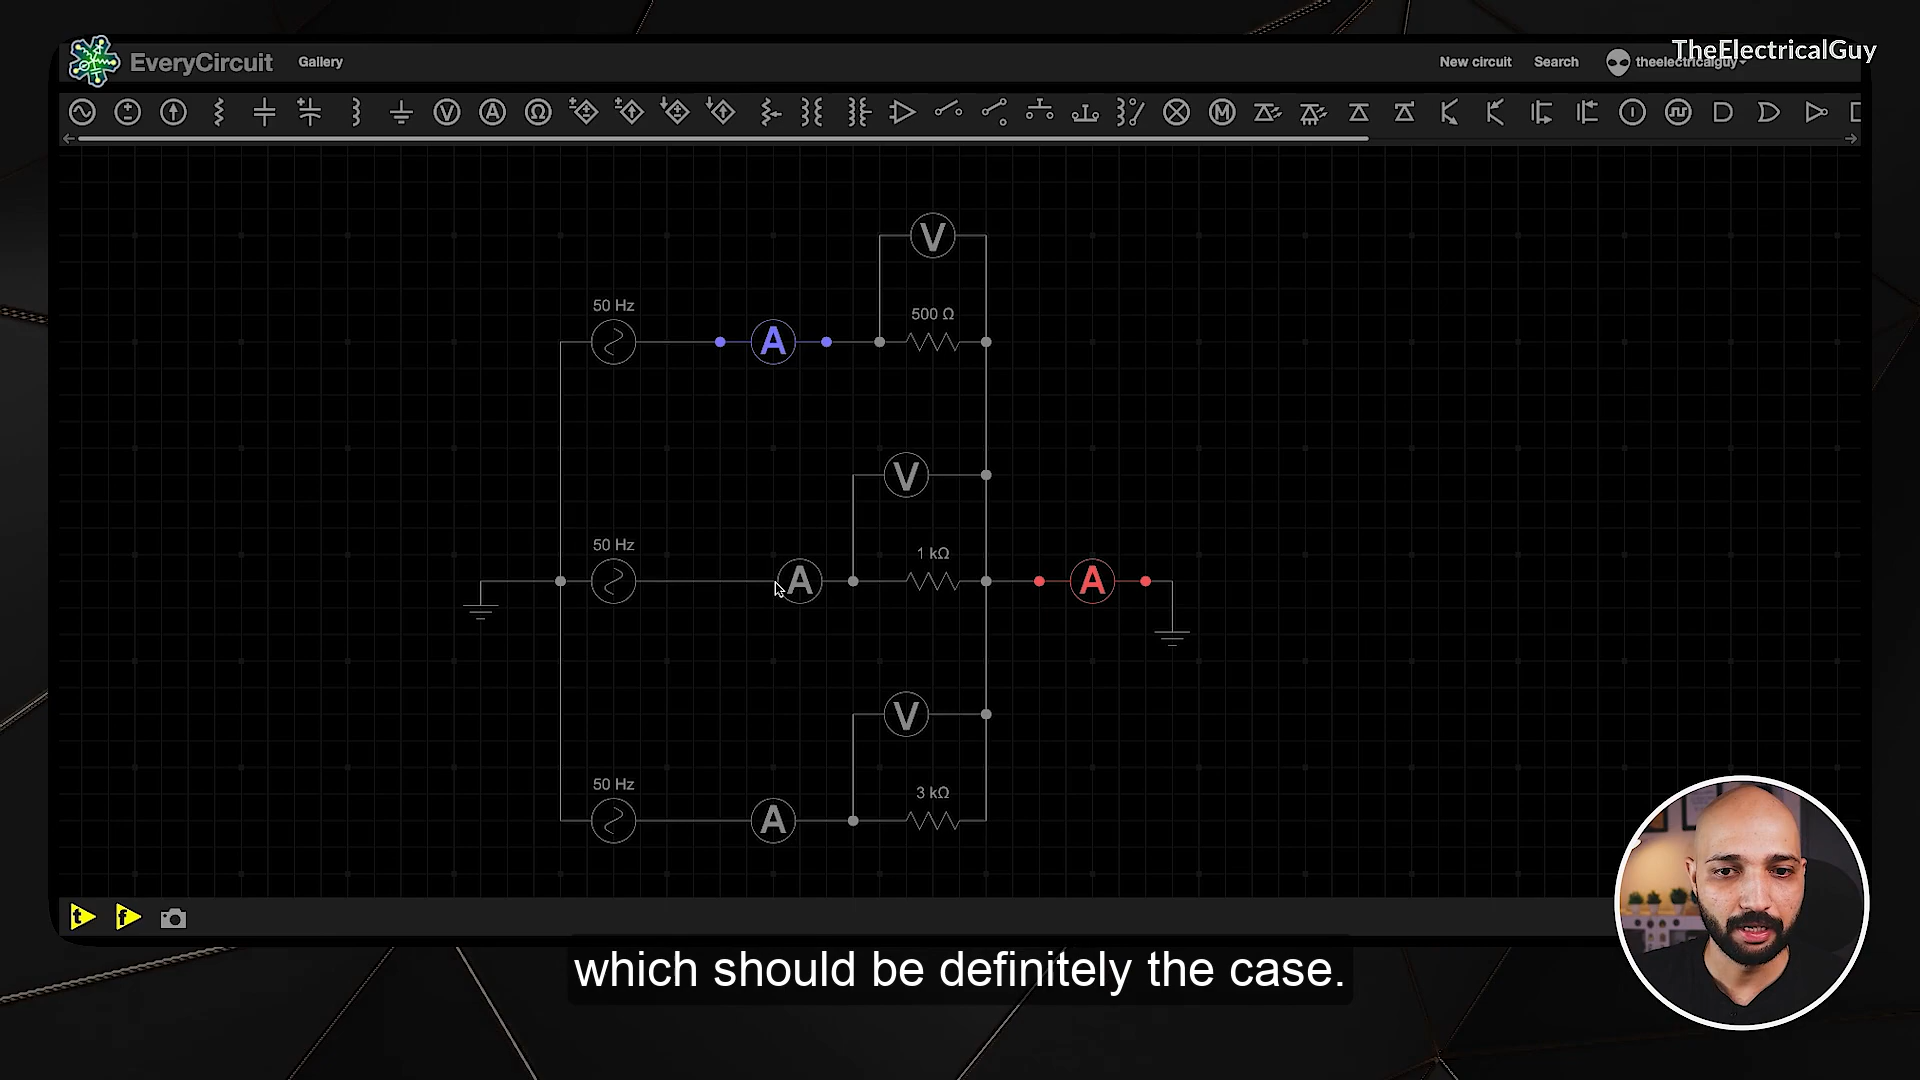 TheElectricalGuy
EveryCircuit
Gallery
New circuit
Search
theelectricalguy
V
A
Ω
M
V
50 Hz
500 Ω
A
V
50 Hz
1 kΩ
A
A
V
50 Hz
3 kΩ
A
t
f
which should be definitely the case.